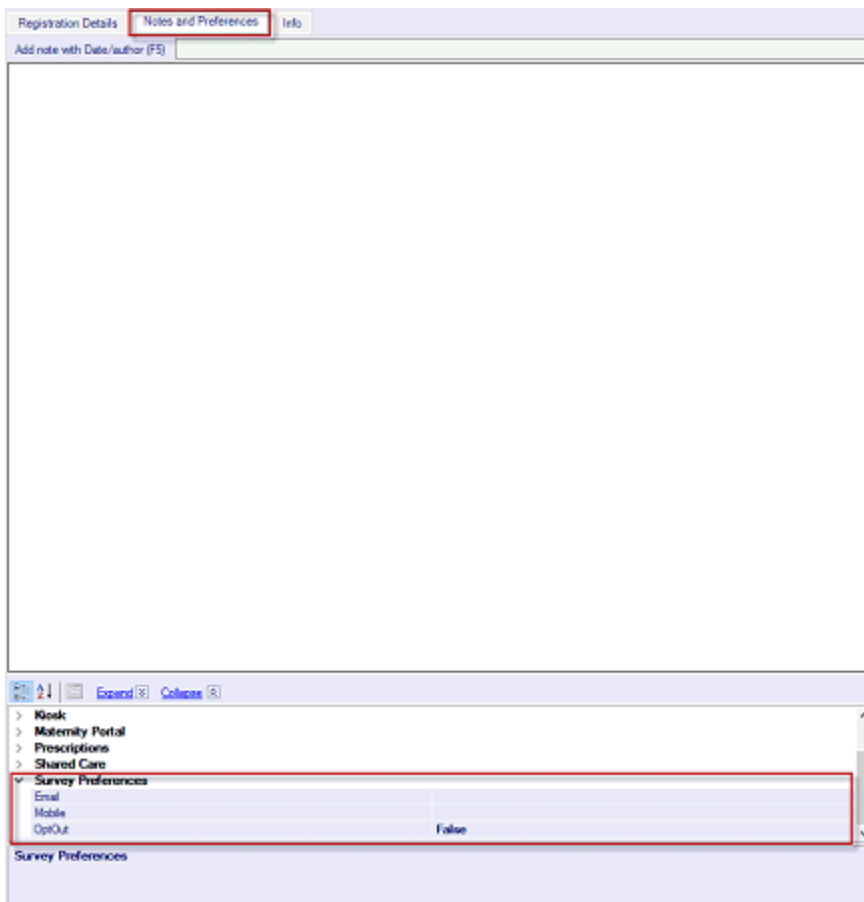 Registration Details Notes and Preferences Info
Add note with Date/author (F5)
Expand Collapse
Kiosk
Maternity Portal
Prescriptions
Shared Care
Survey Preferences
Email
Mobile
OptOut False
Survey Preferences